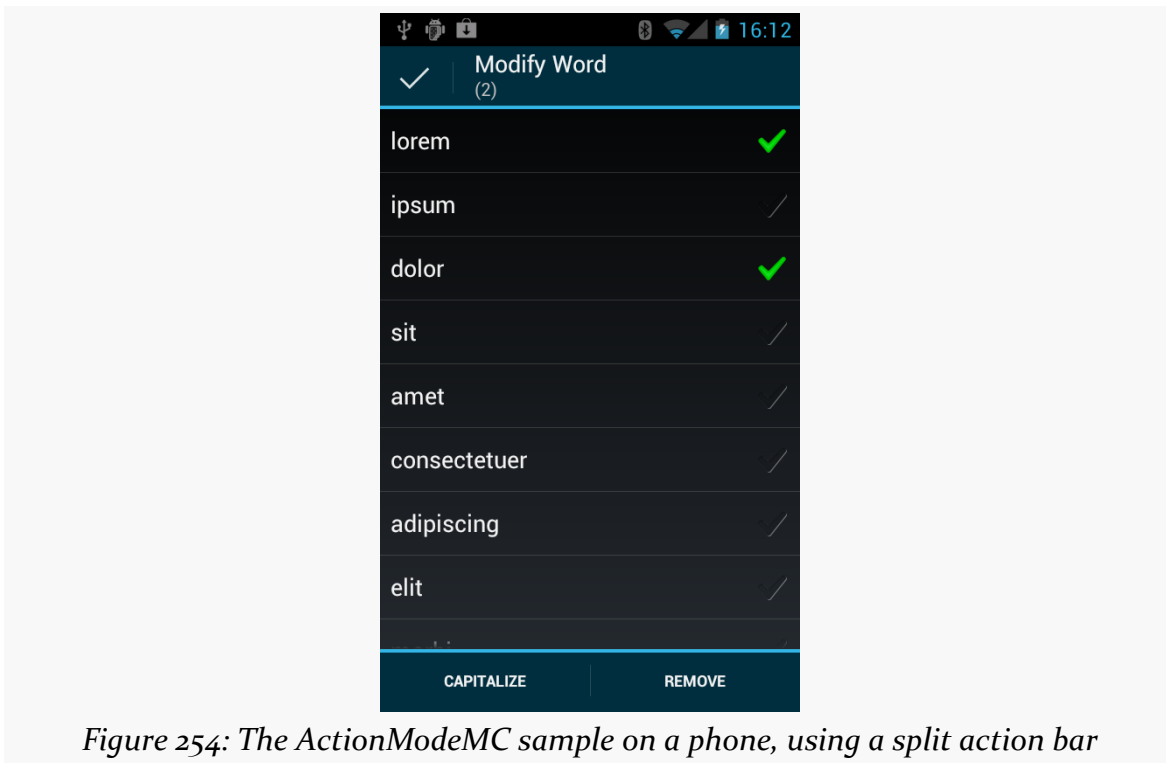 16:12
Modify Word
(2)
lorem
ipsum
dolor
sit
amet
consectetuer
adipiscing
elit
CAPITALIZE REMOVE
Figure 254: The ActionModeMC sample on a phone, using a split action bar